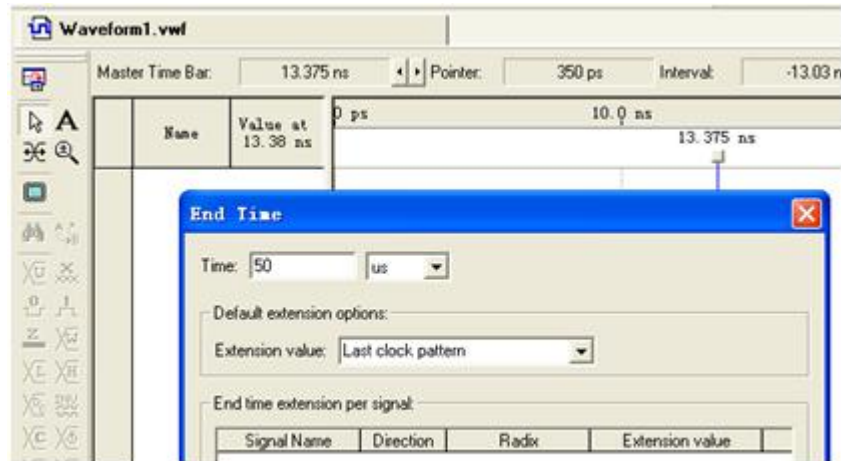 Waveform1.vwf
Master Time Bar: 13.375 ns Pointer: 350 ps Interval: -13.03 n
Name Value at 13.38 ns 0 ps 10.0 ns
13.375 ns
A
End Time
Time: 50 us
Default extension options:
Extension value: Last clock pattern
End time extension per signal:
Signal Name Direction Radix Extension value